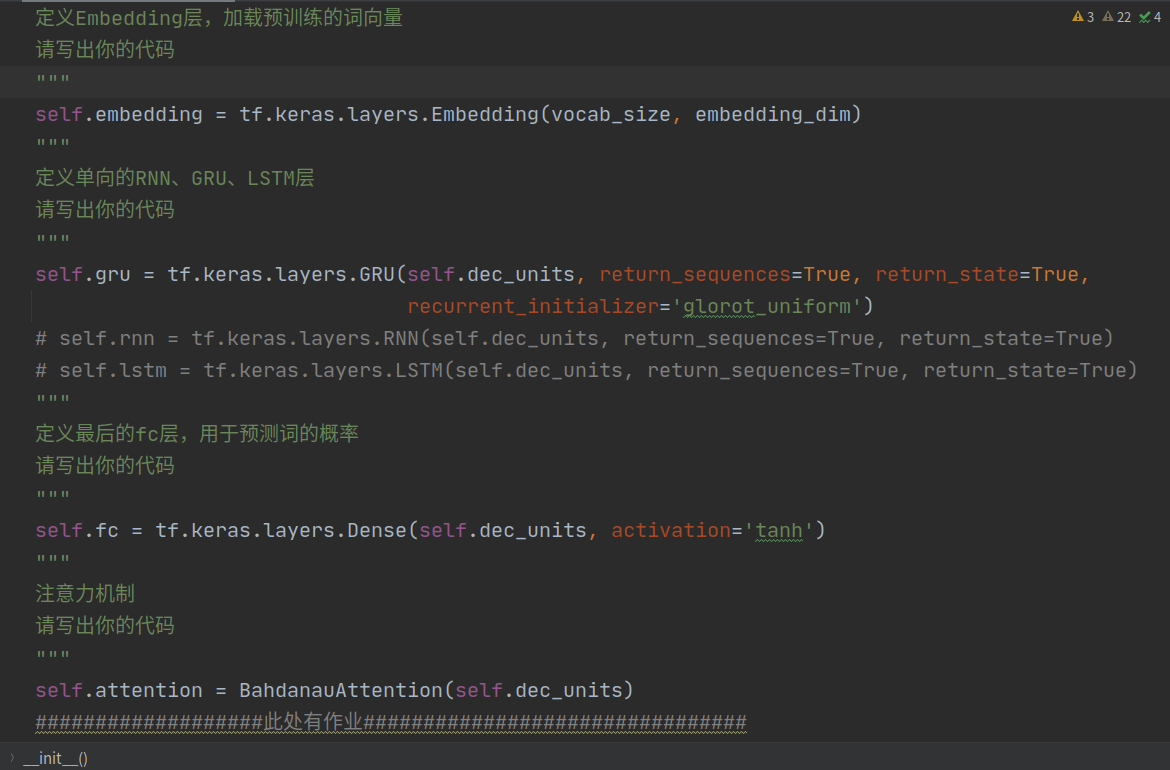 定义Embedding层，加载预训练的词向量
3 22 4
请写出你的代码
"""
self.embedding = tf.keras.layers.Embedding(vocab_size, embedding_dim)
"""
定义单向的RNN、GRU、LSTM层
请写出你的代码
"""
self.gru = tf.keras.layers.GRU(self.dec_units, return_sequences=True, return_state=True,
recurrent_initializer='glorot_uniform')
# self.rnn = tf.keras.layers.RNN(self.dec_units, return_sequences=True, return_state=True)
# self.lstm = tf.keras.layers.LSTM(self.dec_units, return_sequences=True, return_state=True)
"""
定义最后的fc层，用于预测词的概率
请写出你的代码
"""
self.fc = tf.keras.layers.Dense(self.dec_units, activation='tanh')
"""
注意力机制
请写出你的代码
"""
self.attention = BahdanauAttention(self.dec_units)
###################此处有作业################################
__init__()